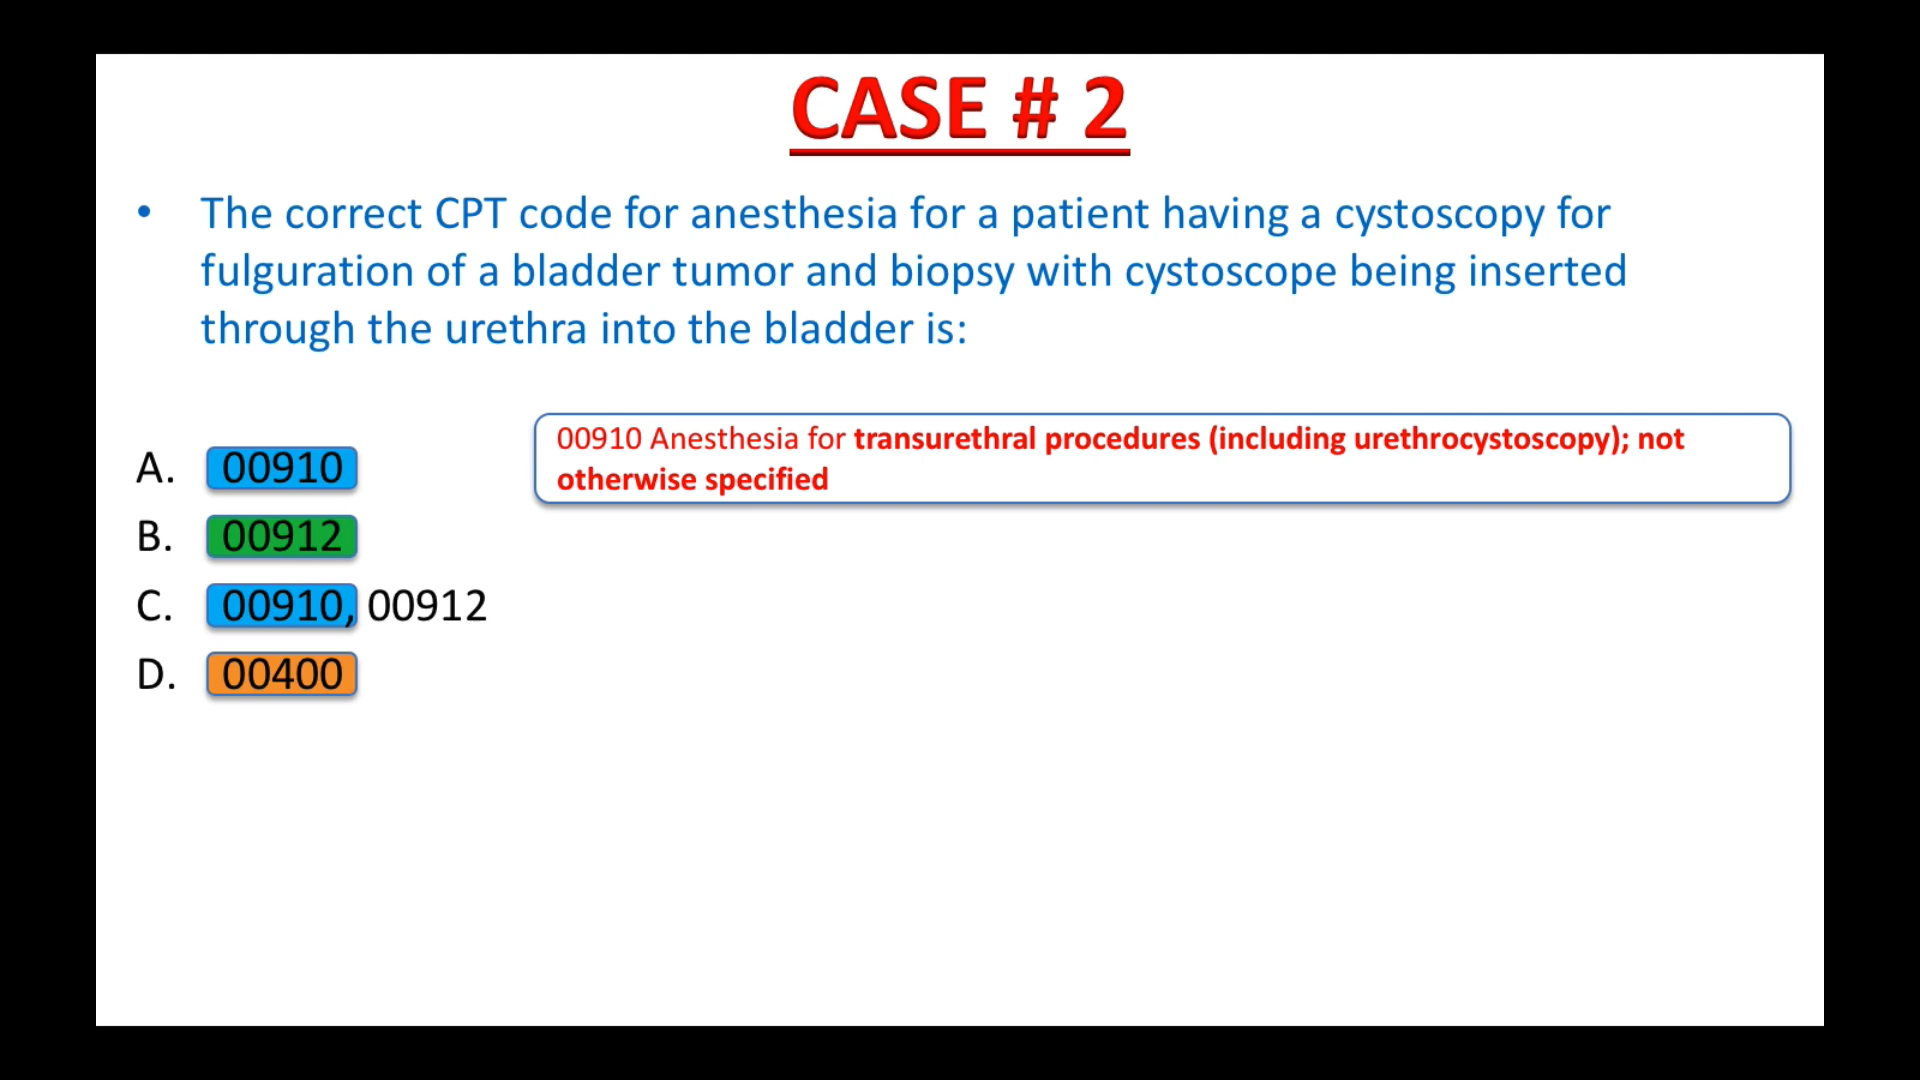 CASE # 2
• The correct CPT code for anesthesia for a patient having a cystoscopy for
fulguration of a bladder tumor and biopsy with cystoscope being inserted
through the urethra into the bladder is:
00910 Anesthesia for transurethral procedures (including urethrocystoscopy); not
otherwise specified
A. 00910
B. 00912
C. 00910, 00912
D. 00400